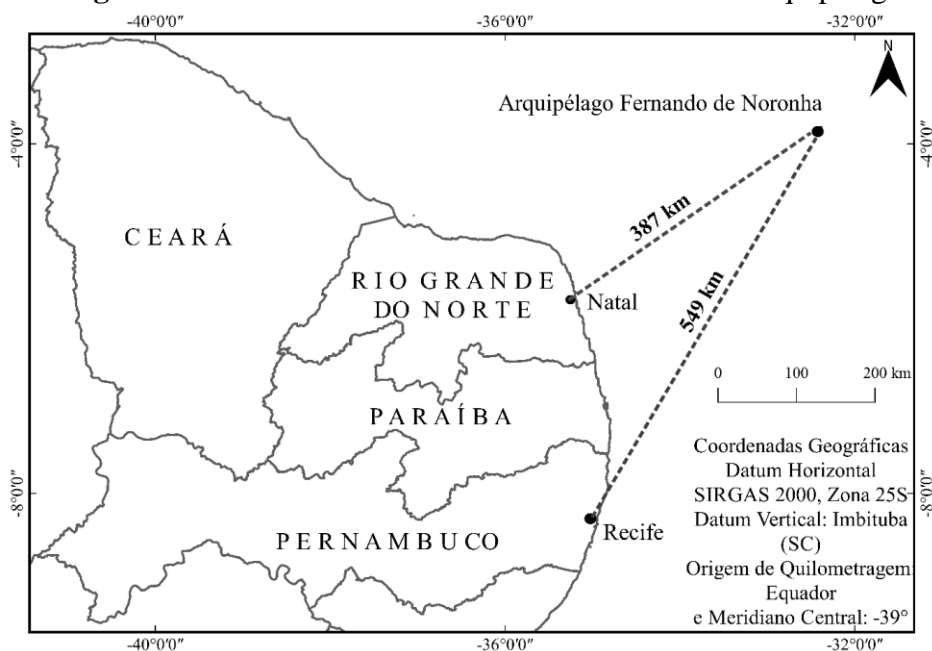 -40°0'0"
-36°0'0"
-32°0'0"
N
Arquipélago Fernando de Noronha
-4°0'0"
-4°0'0"
387 km
CEARÁ
RIO GRANDE
DO NORTE
Natal
549 km
0 100 200 km
PARAÍBA
Coordenadas Geográficas
Datum Horizontal
SIRGAS 2000, Zona 25S
Datum Vertical: Imbituba
(SC)
Origem de Quilometragem:
Equador
e Meridiano Central: -39°
-8°0'0"
-8°0'0"
Recife
PERNAMBUCO
-40°0'0"
-36°0'0"
-32°0'0"